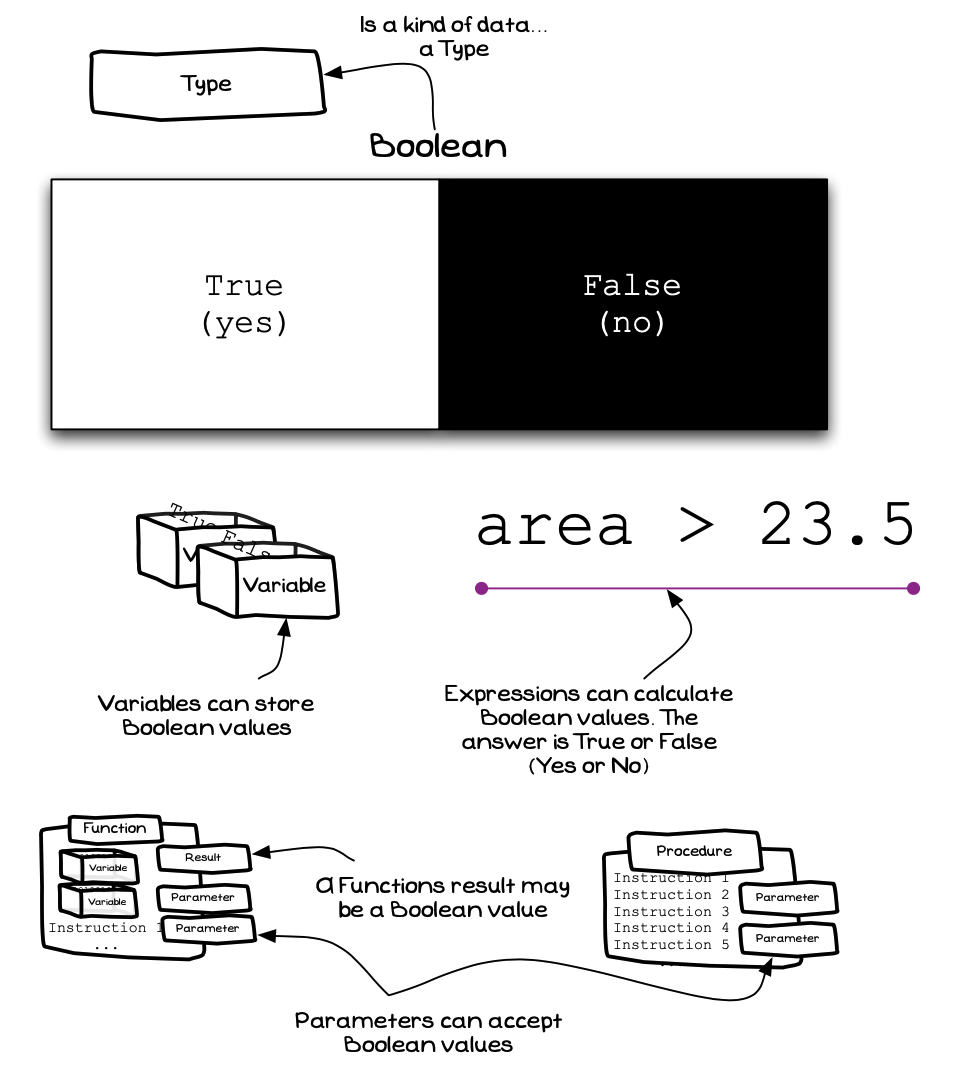 Is a kind of data...
a Type
Type
Boolean
True
(yes)
False
(no)
True
False
Variable
area > 23.5
Variables can store
Boolean values
Expressions can calculate
Boolean values. The
answer is True or False
(Yes or No)
Function
Variable
Variable
Instruction 1
...
Result
Parameter
Parameter
A Functions result may
be a Boolean value
Procedure
Instruction 1
Instruction 2
Instruction 3
Instruction 4
Instruction 5
...
Parameter
Parameter
Parameters can accept
Boolean values